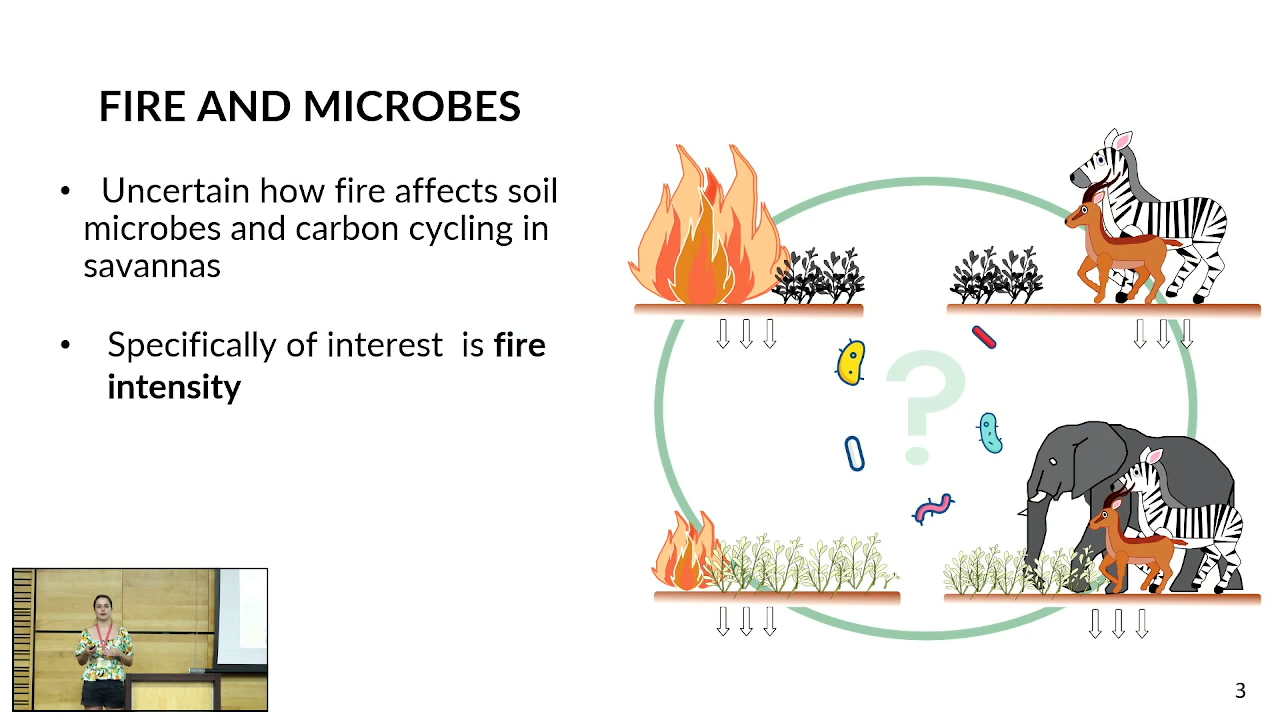 FIRE AND MICROBES
• Uncertain how fire affects soil
microbes and carbon cycling in
savannas
• Specifically of interest is fire
intensity
?
3